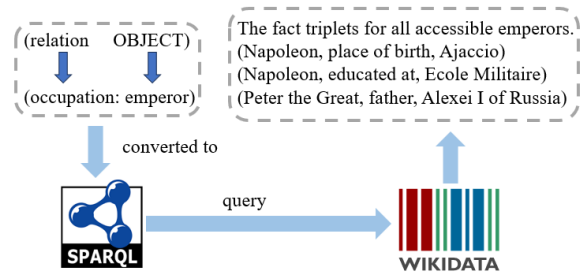 (relation OBJECT)
(occupation: emperor)
converted to
SPARQL
query
The fact triplets for all accessible emperors.
(Napoleon, place of birth, Ajaccio)
(Napoleon, educated at, Ecole Militaire)
(Peter the Great, father, Alexei I of Russia)
WIKIDATA